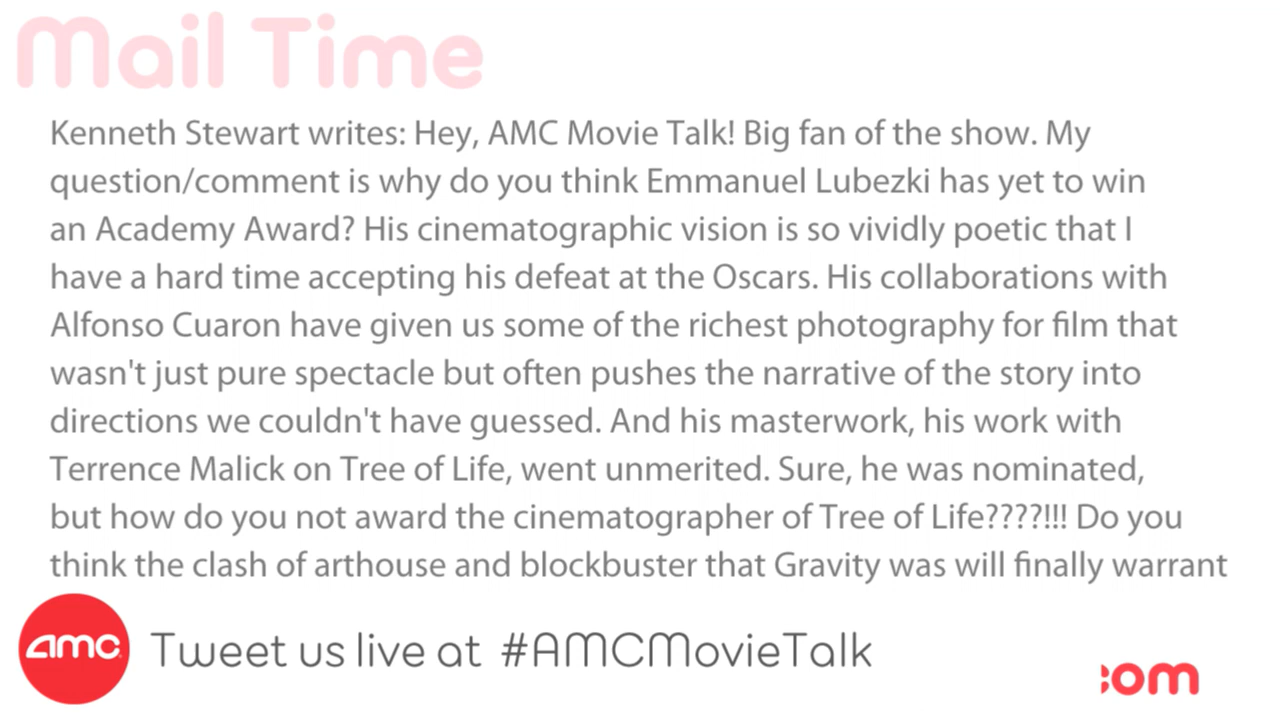 Mail Time
Kenneth Stewart writes: Hey, AMC Movie Talk! Big fan of the show. My
question/comment is why do you think Emmanuel Lubezki has yet to win
an Academy Award? His cinematographic vision is so vividly poetic that I
have a hard time accepting his defeat at the Oscars. His collaborations with
Alfonso Cuaron have given us some of the richest photography for film that
wasn't just pure spectacle but often pushes the narrative of the story into
directions we couldn't have guessed. And his masterwork, his work with
Terrence Malick on Tree of Life, went unmerited. Sure, he was nominated,
but how do you not award the cinematographer of Tree of Life????!!! Do you
think the clash of arthouse and blockbuster that Gravity was will finally warrant
amc Tweet us live at #AMCMovieTalk
om